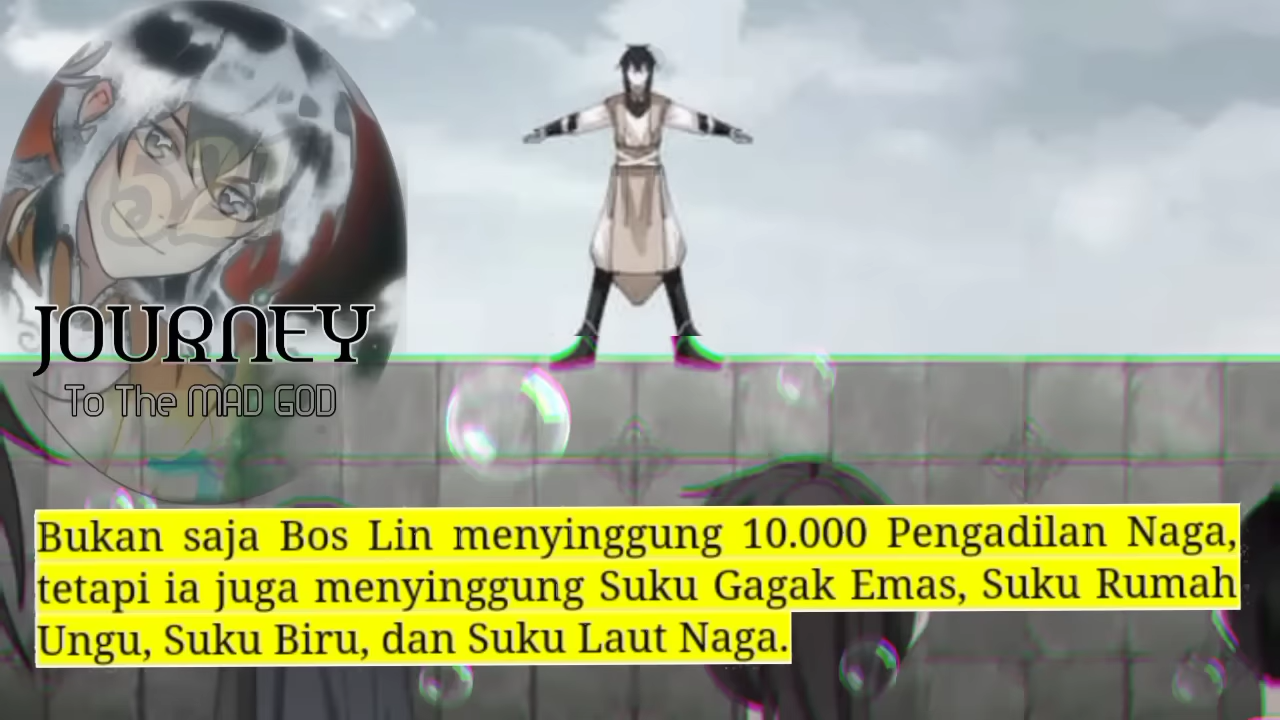 JOURNEY
To The MAD GOD
Bukan saja Bos Lin menyinggung 10.000 Pengadilan Naga,
tetapi ia juga menyinggung Suku Gagak Emas, Suku Rumah
Ungu, Suku Biru, dan Suku Laut Naga.